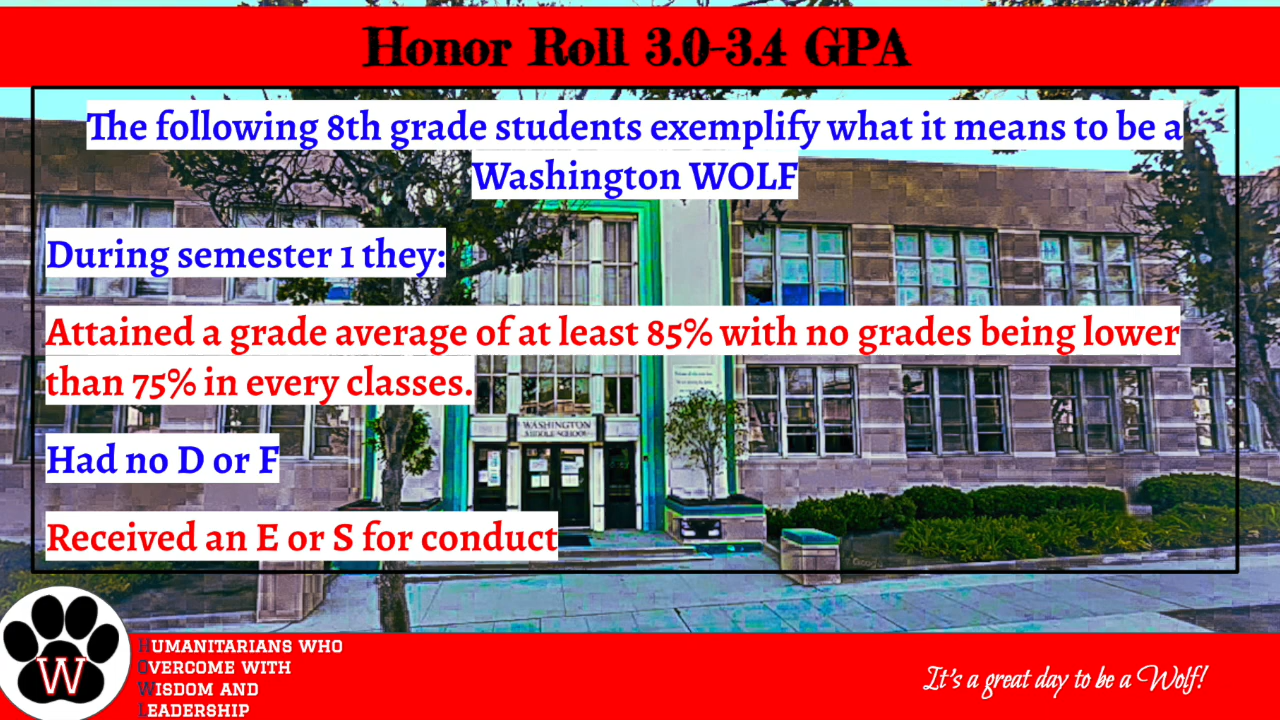 Honor Roll 3.0-3.4 GPA
The following 8th grade students exemplify what it means to be a
Washington WOLF
During semester 1 they:
Attained a grade average of at least 85% with no grades being lower
than 75% in every classes.
Had no D or F
Received an E or S for conduct
WASHINGTON
MIDDLE SCHOOL
Google
W
HUMANITARIANS WHO
OVERCOME WITH
WISDOM AND
LEADERSHIP
It's a great day to be a Wolf!